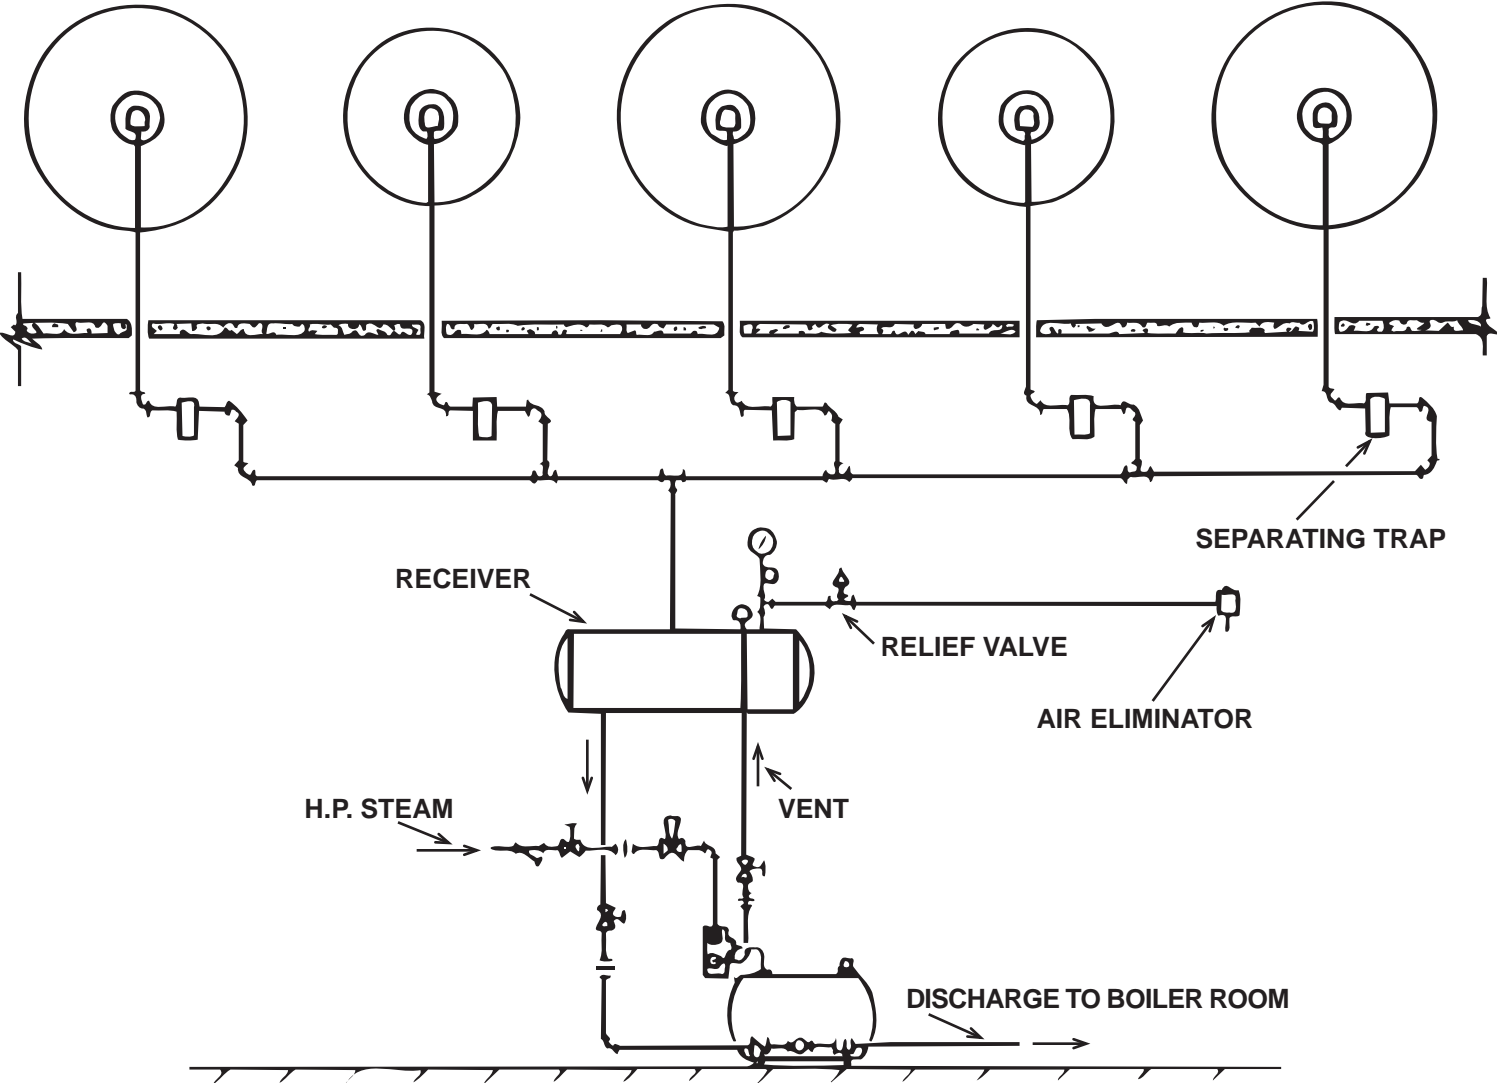 SEPARATING TRAP
RECEIVER
RELIEF VALVE
AIR ELIMINATOR
H.P. STEAM
VENT
DISCHARGE TO BOILER ROOM